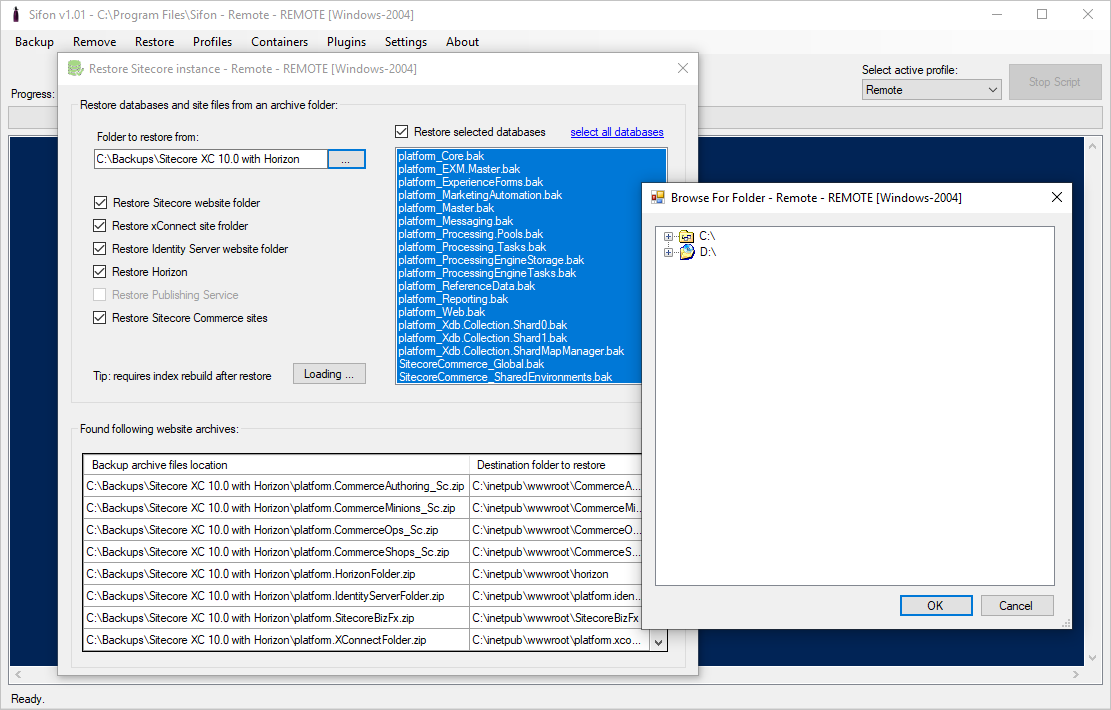 Sifon v1.01 - C:\Program Files\Sifon - Remote - REMOTE [Windows-2004]
Backup Remove Restore Profiles Containers Plugins Settings About
Select active profile:
Remote
Stop Script
Progress:
Restore Sitecore instance - Remote - REMOTE [Windows-2004]
Restore databases and site files from an archive folder:
Folder to restore from:
C:\Backups\Sitecore XC 10.0 with Horizon
...
Restore Sitecore website folder
Restore xConnect site frolder
Restore Identity Server website folder
Restore Horizon
Restore Publishing Service
Restore Sitecore Commerce sites
Tip: requires index rebuild after restore
Loading ...
Restore selected databases
select all databases
platform_Core.bak
platform_EXM.Master.bak
platform_ExperienceForms.bak
platform_MarketingAutomation.bak
platform_Master.bak
platform_Messaging.bak
platform_Processing.Pools.bak
platform_Processing.Tasks.bak
platform_ProcessingEngineStorage.bak
platform_ProcessingEngineTasks.bak
platform_ReferenceData.bak
platform_Reporting.bak
platform_Web.bak
platform_Xdb.Collection.Shard0.bak
platform_Xdb.Collection.Shard1.bak
platform_Xdb.Collection.ShardMapManager.bak
SitecoreCommerce_Global.bak
SitecoreCommerce_SharedEnvironments.bak
Found following website archives:
Backup archive files location Destination folder to restore
C:\Backups\Sitecore XC 10.0 with Horizon\platform.CommerceAuthoring_Sc.zip C:\inetpub\wwwroot\CommerceA...
C:\Backups\Sitecore XC 10.0 with Horizon\platform.CommerceMinions_Sc.zip C:\inetpub\wwwroot\CommerceMi...
C:\Backups\Sitecore XC 10.0 with Horizon\platform.CommerceOps_Sc.zip C:\inetpub\wwwroot\CommerceO...
C:\Backups\Sitecore XC 10.0 with Horizon\platform.CommerceShops_Sc.zip C:\inetpub\wwwroot\CommerceS...
C:\Backups\Sitecore XC 10.0 with Horizon\platform.HorizonFolder.zip C:\inetpub\wwwroot\horizon
C:\Backups\Sitecore XC 10.0 with Horizon\platform.IdentityServerFolder.zip C:\inetpub\wwwroot\platform.iden...
C:\Backups\Sitecore XC 10.0 with Horizon\platform.SitecoreBizFx.zip C:\inetpub\wwwroot\SitecoreBizFx
C:\Backups\Sitecore XC 10.0 with Horizon\platform.XConnectFolder.zip C:\inetpub\wwwroot\platform.xco...
Browse For Folder - Remote - REMOTE [Windows-2004]
C:\
D:\
OK
Cancel
Ready.